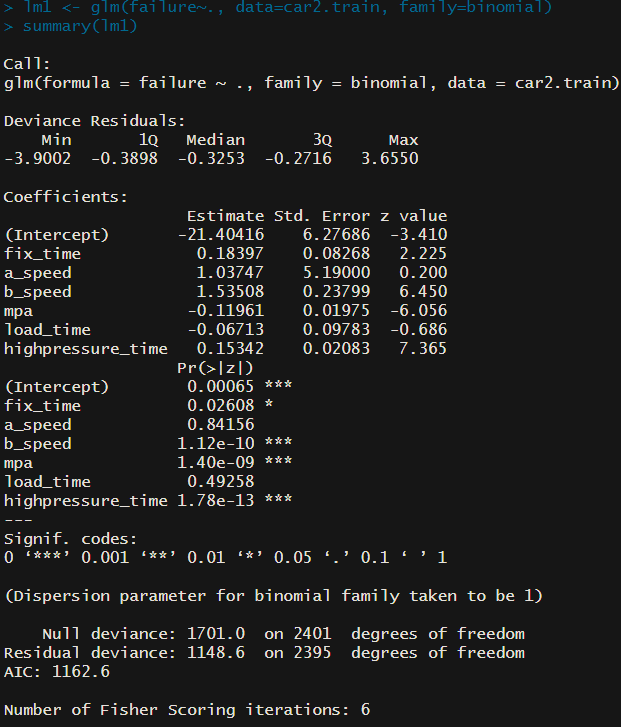 > lm1 <- glm(failure~., data=car2.train, family=binomial)
> summary(lm1)
Call:
glm(formula = failure ~ ., family = binomial, data = car2.train)
Deviance Residuals:
    Min       1Q   Median       3Q      Max
-3.9002  -0.3898  -0.3253  -0.2716   3.6550
Coefficients:
                   Estimate Std. Error z value
(Intercept)       -21.40416    6.27686  -3.410
fix_time            0.18397    0.08268   2.225
a_speed             1.03747    5.19000   0.200
b_speed             1.53508    0.23799   6.450
mpa                -0.11961    0.01975  -6.056
load_time          -0.06713    0.09783  -0.686
highpressure_time   0.15342    0.02083   7.365
                  Pr(>|z|)
(Intercept)        0.00065 ***
fix_time           0.02608 *
a_speed            0.84156
b_speed           1.12e-10 ***
mpa               1.40e-09 ***
load_time          0.49258
highpressure_time 1.78e-13 ***
---
Signif. codes:
0 ‘***’ 0.001 ‘**’ 0.01 ‘*’ 0.05 ‘.’ 0.1 ‘ ’ 1
(Dispersion parameter for binomial family taken to be 1)
    Null deviance: 1701.0  on 2401  degrees of freedom
Residual deviance: 1148.6  on 2395  degrees of freedom
AIC: 1162.6
Number of Fisher Scoring iterations: 6